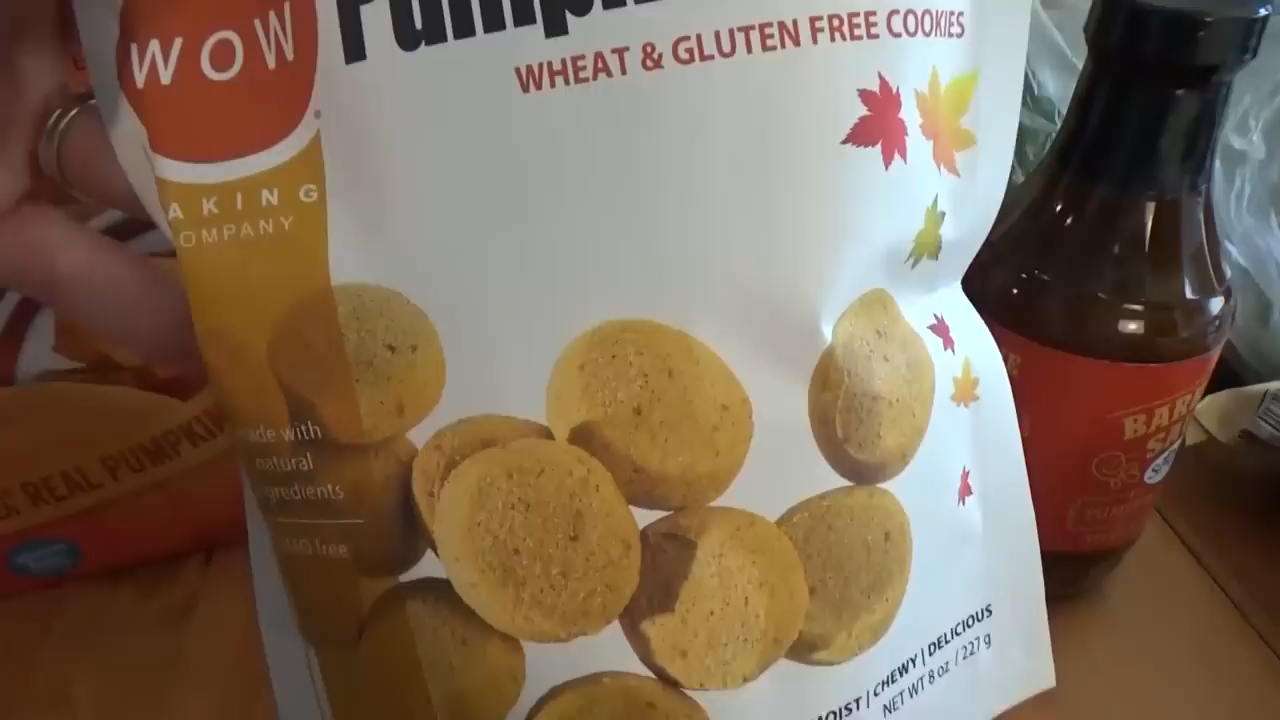 WOW
AKING
OMPANY
WHEAT & GLUTEN FREE COOKIES
ade with
natural
gredients
REAL PUMPKIN
MOIST | CHEWY | DELICIOUS
NET WT 8 oz / 227 g